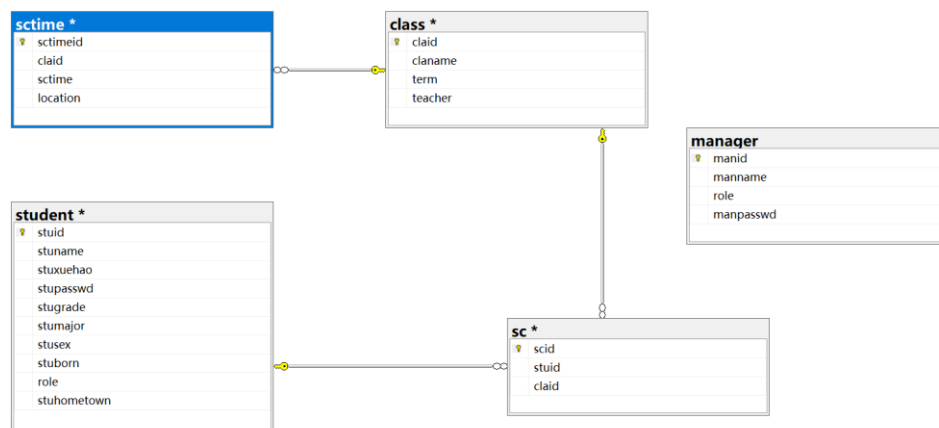 sctime *
sctimeid
claid
sctime
location
class *
claid
claname
term
teacher
manager
manid
manname
role
manpasswd
student *
stuid
stuname
stuxuehao
stupasswd
stugrade
stumajor
stusex
stuborn
role
stuhometown
sc *
scid
stuid
claid